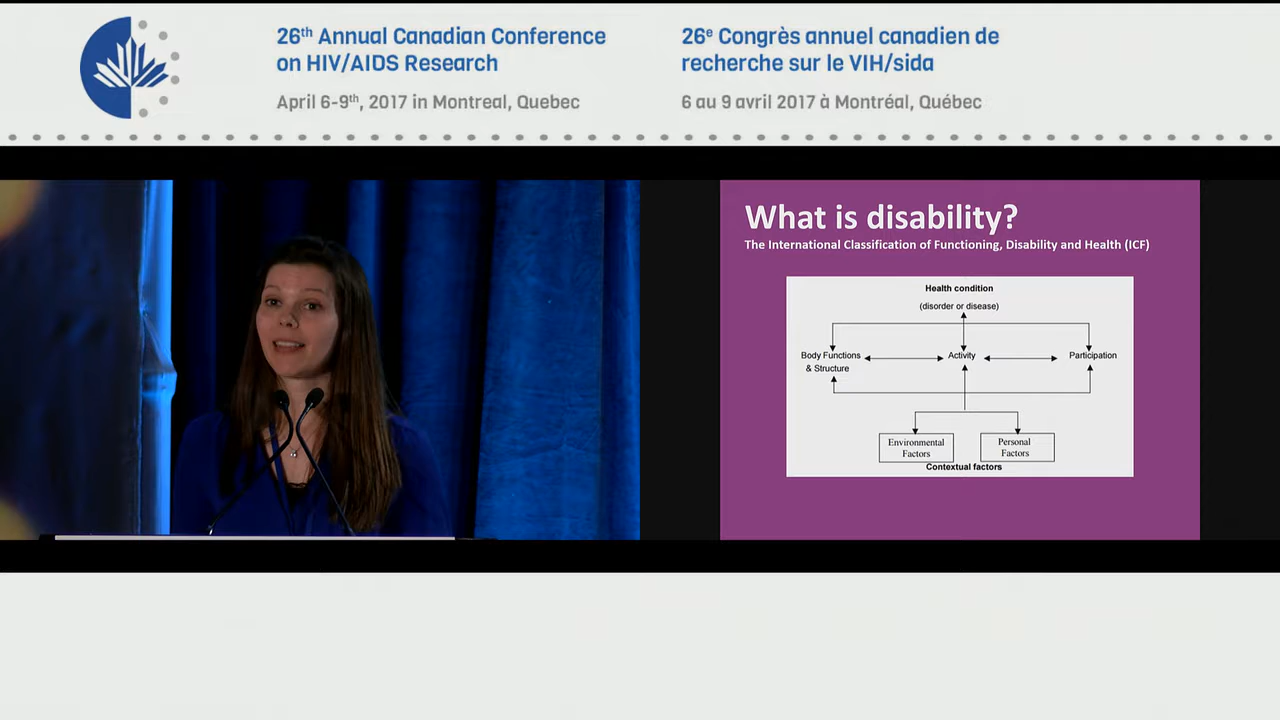 26th Annual Canadian Conference
on HIV/AIDS Research
April 6-9th, 2017 in Montreal, Quebec
26e Congrès annuel canadien de
recherche sur le VIH/sida
6 au 9 avril 2017 à Montréal, Québec
What is disability?
The International Classification of Functioning, Disability and Health (ICF)
Health condition
(disorder or disease)
Body Functions
& Structure
Activity
Participation
Environmental
Factors
Personal
Factors
Contextual factors